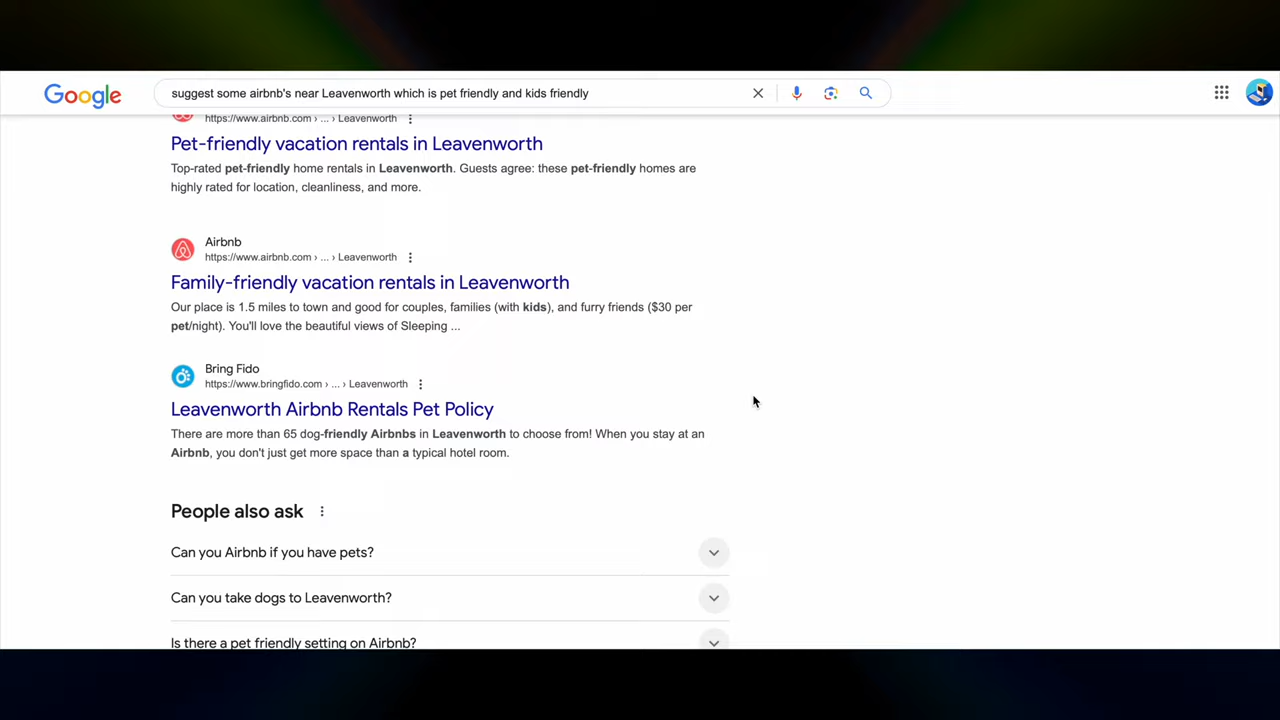 Google
suggest some airbnb's near Leavenworth which is pet friendly and kids friendly
https://www.airbnb.com › ... › Leavenworth
Pet-friendly vacation rentals in Leavenworth
Top-rated pet-friendly home rentals in Leavenworth. Guests agree: these pet-friendly homes are
highly rated for location, cleanliness, and more.
Airbnb
https://www.airbnb.com › ... › Leavenworth
Family-friendly vacation rentals in Leavenworth
Our place is 1.5 miles to town and good for couples, families (with kids), and furry friends ($30 per
pet/night). You'll love the beautiful views of Sleeping ...
Bring Fido
https://www.bringfido.com › ... › Leavenworth
Leavenworth Airbnb Rentals Pet Policy
There are more than 65 dog-friendly Airbnbs in Leavenworth to choose from! When you stay at an
Airbnb, you don't just get more space than a typical hotel room.
People also ask
Can you Airbnb if you have pets?
Can you take dogs to Leavenworth?
Is there a pet friendly setting on Airbnb?